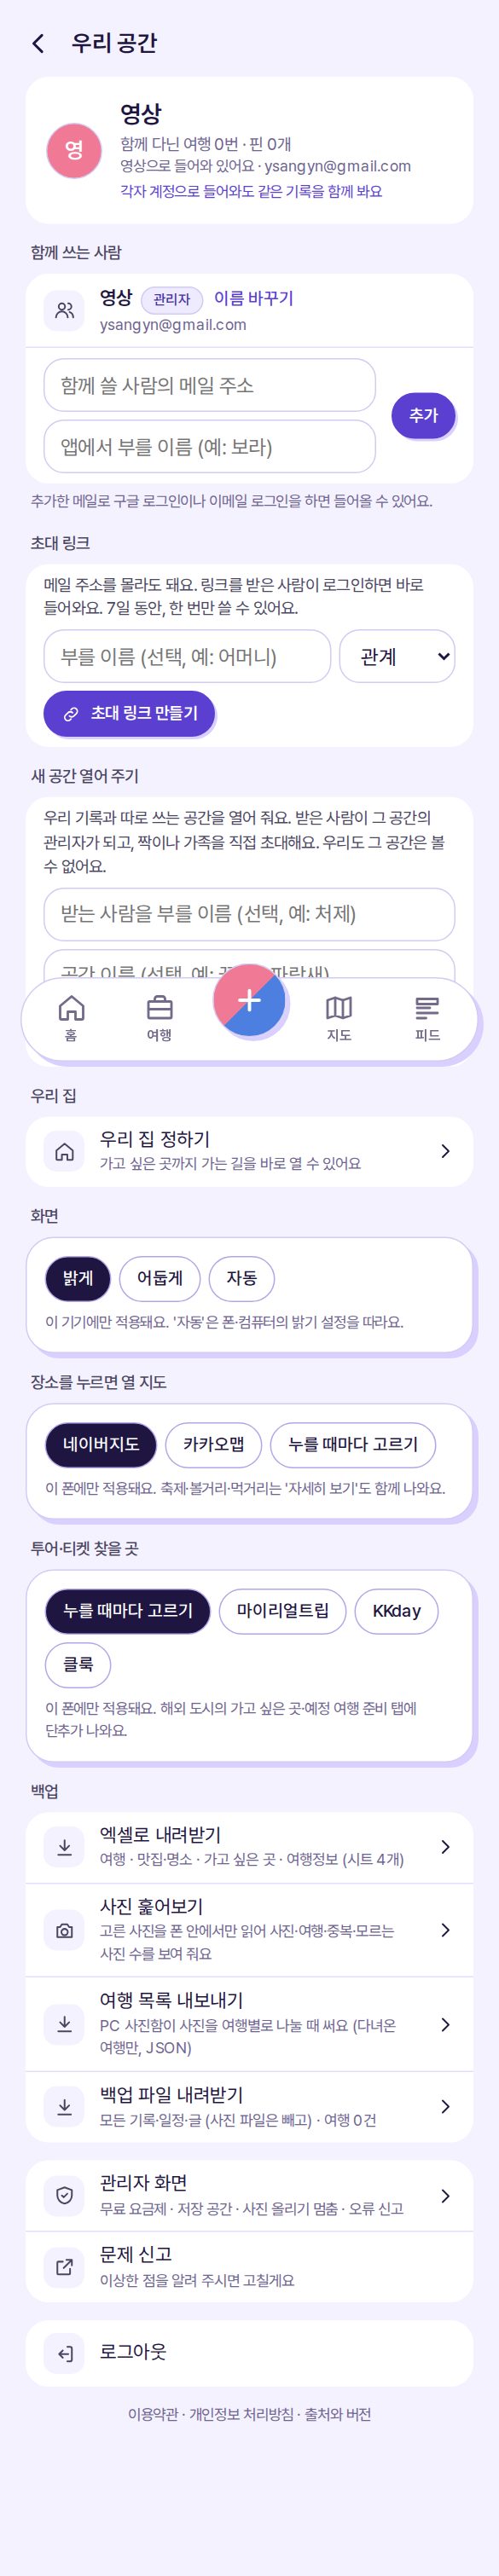 우리 공간
영상
영
함께 다닌 여행 0번 · 핀 0개
영상으로 들어와 있어요 · ysangyn@gmail.com
각자 계정으로 들어와도 같은 기록을 함께 봐요
함께 쓰는 사람
영상 관리자 이름 바꾸기
ysangyn@gmail.com
함께 쓸 사람의 메일 주소
추가
앱에서 부를 이름 (예: 보라)
추가한 메일로 구글 로그인이나 이메일 로그인을 하면 들어올 수 있어요.
초대 링크
메일 주소를 몰라도 돼요. 링크를 받은 사람이 로그인하면 바로
들어와요. 7일 동안, 한 번만 쓸 수 있어요.
부를 이름 (선택, 예: 어머니) 관계
초대 링크 만들기
새 공간 열어 주기
우리 기록과 따로 쓰는 공간을 열어 줘요. 받은 사람이 그 공간의
관리자가 되고, 짝이나 가족을 직접 초대해요. 우리도 그 공간은 볼
수 없어요.
받는 사람을 부를 이름 (선택, 예: 처제)
공간 이름 (선택, 예: 파랑새)
홈 여행 지도 피드
우리 집
우리 집 정하기
가고 싶은 곳까지 가는 길을 바로 열 수 있어요
화면
밝게 어둡게 자동
이 기기에만 적용돼요. '자동'은 폰·컴퓨터의 밝기 설정을 따라요.
장소를 누르면 열 지도
네이버지도 카카오맵 누를 때마다 고르기
이 폰에만 적용돼요. 축제·볼거리·먹거리는 '자세히 보기'도 함께 나와요.
투어·티켓 찾을 곳
누를 때마다 고르기 마이리얼트립 KKday
클룩
이 폰에만 적용돼요. 해외 도시의 가고 싶은 곳·예정 여행 준비 탭에
단추가 나와요.
백업
엑셀로 내려받기
여행 · 맛집·명소 · 가고 싶은 곳 · 여행정보 (시트 4개)
사진 훑어보기
고른 사진을 폰 안에서만 읽어 사진·여행·중복·모르는
사진 수를 보여 줘요
여행 목록 내보내기
PC 사진함이 사진을 여행별로 나눌 때 써요 (다녀온
여행만, JSON)
백업 파일 내려받기
모든 기록·일정·글 (사진 파일은 빼고) · 여행 0건
관리자 화면
무료 요금제 · 저장 공간 · 사진 올리기 멈춤 · 오류 신고
문제 신고
이상한 점을 알려 주시면 고칠게요
로그아웃
이용약관 · 개인정보 처리방침 · 출처와 버전